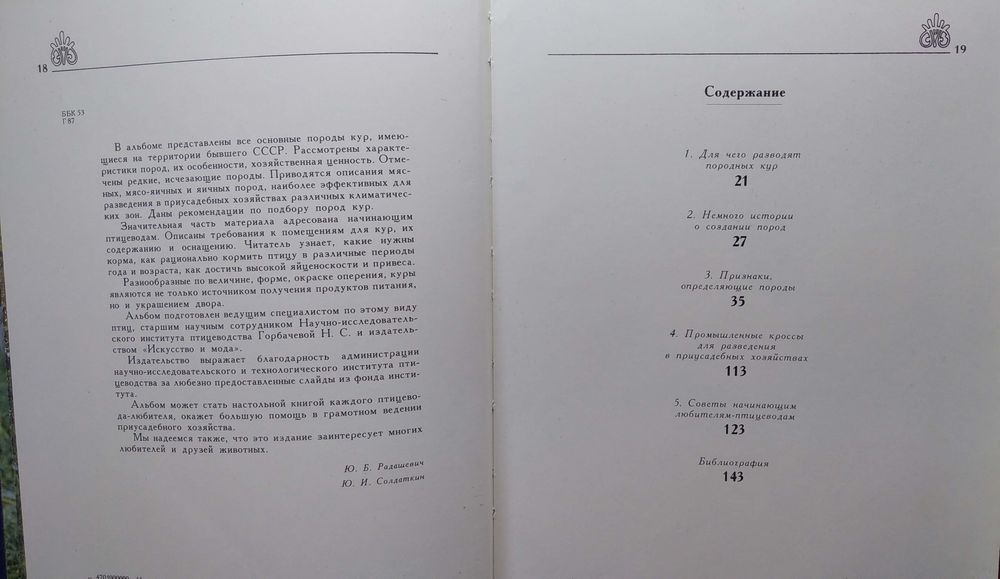 18
ББК 53
Г 87
В альбоме представлены все основные породы кур, имею-
щиеся на территории бывшего СССР. Рассмотрены характе-
ристики пород, их особенности, хозяйственная ценность. Отме-
чены редкие, исчезающие породы. Приводятся описания мяс-
ных, мясо-яичных и яичных пород, наиболее эффективных для
разведения в приусадебных хозяйствах различных климатичес-
ких зон. Даны рекомендации по подбору пород кур.
Значительная часть материала адресована начинающим
птицеводам. Описаны требования к помещениям для кур, их
содержанию и оснащению. Читатель узнает, какие нужны
корма, как рационально кормить птицу в различные периоды
года и возраста, как достичь высокой яйценоскости и привеса.
Разнообразные по величине, форме, окраске оперения, куры
являются не только источником получения продуктов питания,
но и украшением двора.
Альбом подготовлен ведущим специалистом по этому виду
птиц, старшим научным сотрудником Научно-исследователь-
ского института птицеводства Горбачевой Н. С. и издатель-
ством «Искусство и мода».
Издательство выражает благодарность администрации
научно-исследовательского и технологического института пти-
цеводства за любезно предоставленные слайды из фонда инсти-
тута.
Альбом может стать настольной книгой каждого птицево-
да-любителя, окажет большую помощь в грамотном ведении
приусадебного хозяйства.
Мы надеемся также, что это издание заинтересует многих
любителей и друзей животных.
Ю. Б. Радашевич
Ю. И. Солдаткин
19
Содержание
1. Для чего разводят
породных кур
21
2. Немного истории
о создании пород
27
3. Признаки,
определяющие породы
35
4. Промышленные кроссы
для разведения
в приусадебных хозяйствах
113
5. Советы начинающим
любителям-птицеводам
123
Библиография
143